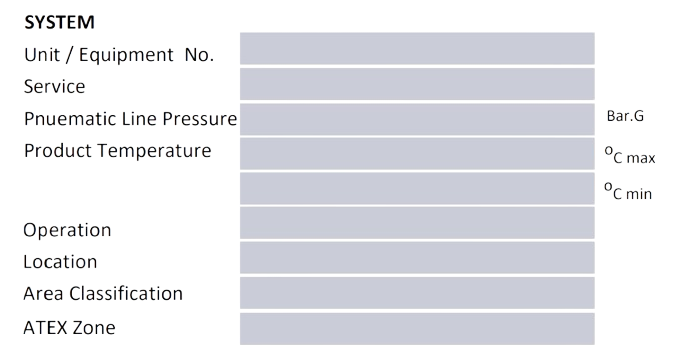 SYSTEM
Unit / Equipment No.
Service
Pnuematic Line Pressure Bar.G
Product Temperature °C max
°C min
Operation
Location
Area Classification
ATEX Zone